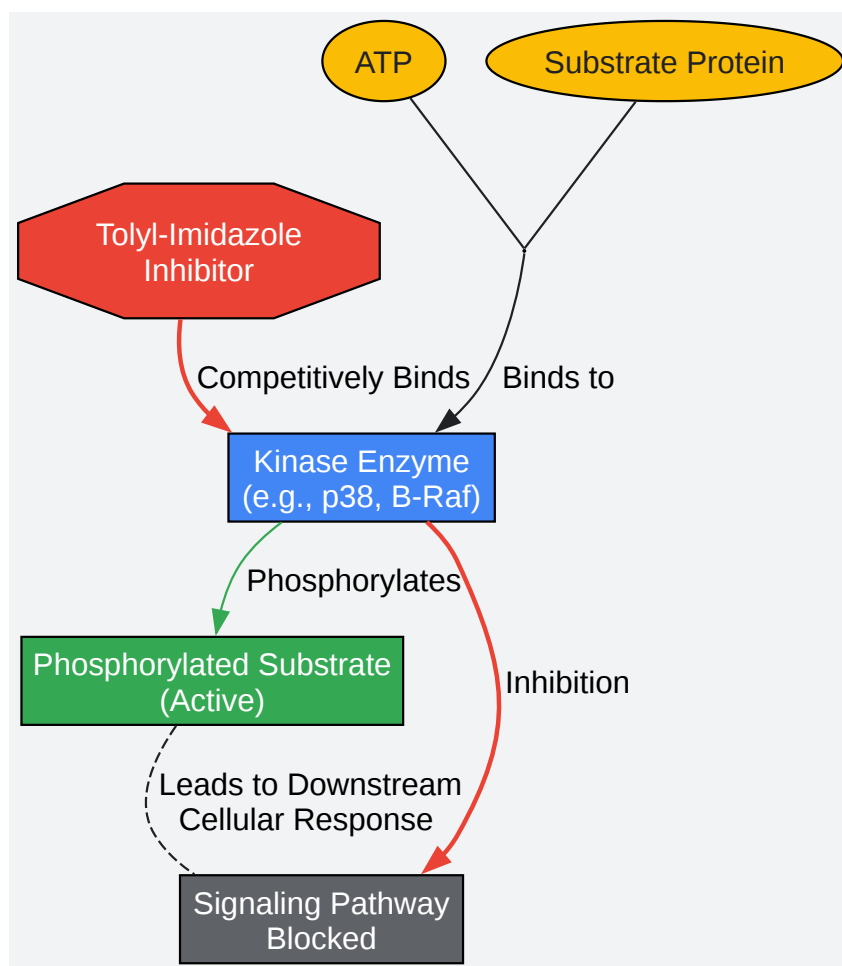 ATP
Substrate Protein
Tolyl-Imidazole
Inhibitor
Competitively Binds
Binds to
Kinase Enzyme
(e.g., p38, B-Raf)
Phosphorylates
Phosphorylated Substrate
(Active)
Inhibition
Leads to Downstream
Cellular Response
Signaling Pathway
Blocked